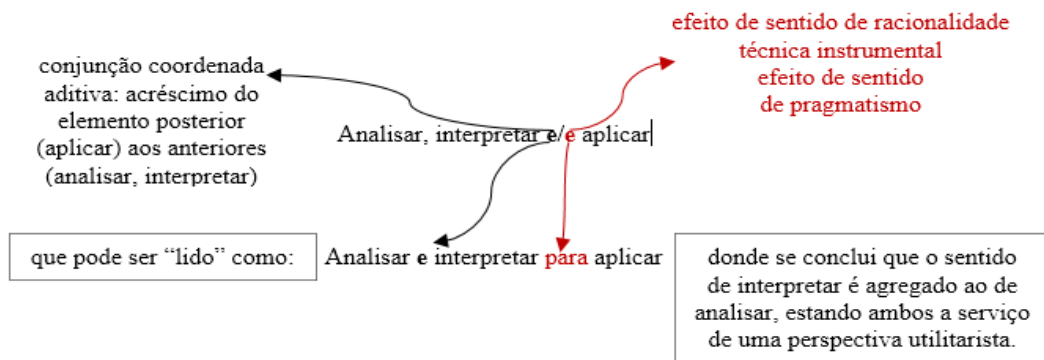 efeito de sentido de racionalidade
técnica instrumental
efeito de sentido
de pragmatismo
conjunção coordenada
aditiva: acréscimo do
elemento posterior
(aplicar) aos anteriores
(analisar, interpretar)
Analisar, interpretar e/e aplicar
que pode ser “lido” como:
Analisar e interpretar para aplicar
donde se conclui que o sentido
de interpretar é agregado ao de
analisar, estando ambos a serviço
de uma perspectiva utilitarista.